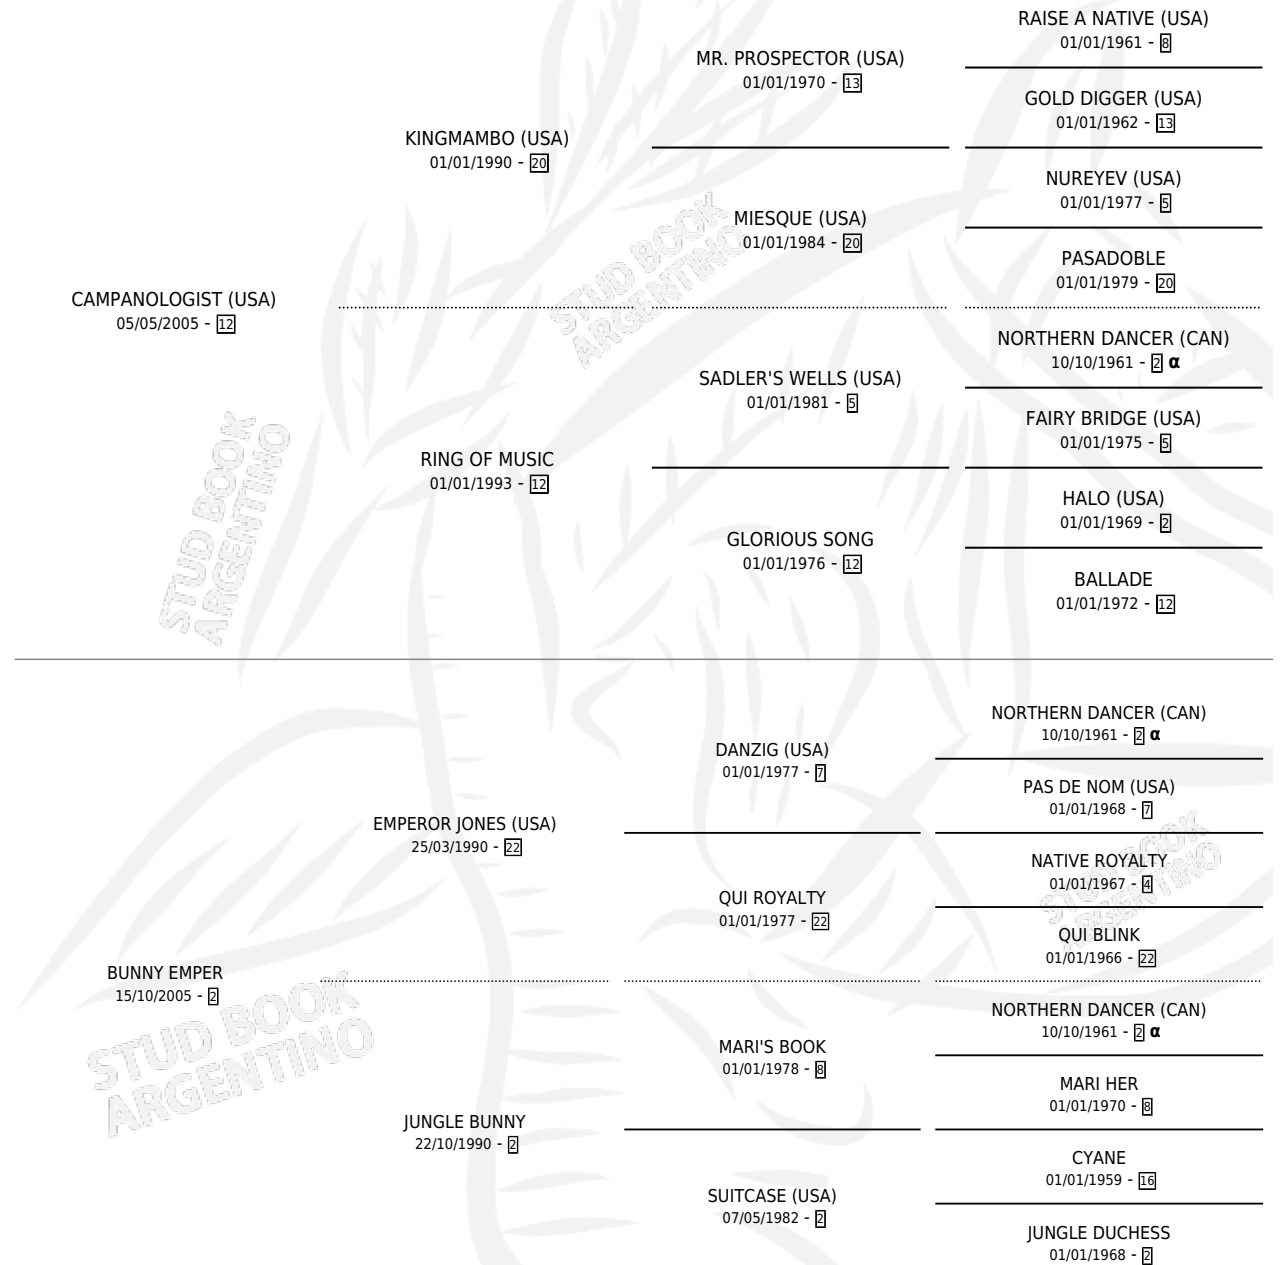 RAISE A NATIVE (USA)
01/01/1961 - 8
MR. PROSPECTOR (USA)
01/01/1970 - 13
GOLD DIGGER (USA)
01/01/1962 - 13
KINGMAMBO (USA)
01/01/1990 - 20
NUREYEV (USA)
01/01/1977 - 5
MIESQUE (USA)
01/01/1984 - 20
PASADOBLE
01/01/1979 - 20
CAMPANOLOGIST (USA)
05/05/2005 - 12
NORTHERN DANCER (CAN)
10/10/1961 - 2 α
SADLER'S WELLS (USA)
01/01/1981 - 5
FAIRY BRIDGE (USA)
01/01/1975 - 5
RING OF MUSIC
01/01/1993 - 12
HALO (USA)
01/01/1969 - 2
GLORIOUS SONG
01/01/1976 - 12
BALLADE
01/01/1972 - 12
NORTHERN DANCER (CAN)
10/10/1961 - 2 α
DANZIG (USA)
01/01/1977 - 7
PAS DE NOM (USA)
01/01/1968 - 7
EMPEROR JONES (USA)
25/03/1990 - 22
NATIVE ROYALTY
01/01/1967 - 4
QUI ROYALTY
01/01/1977 - 22
QUI BLINK
01/01/1966 - 22
BUNNY EMPER
15/10/2005 - 2
NORTHERN DANCER (CAN)
10/10/1961 - 2 α
MARI'S BOOK
01/01/1978 - 8
MARI HER
01/01/1970 - 8
JUNGLE BUNNY
22/10/1990 - 2
CYANE
01/01/1959 - 16
SUITCASE (USA)
07/05/1982 - 2
JUNGLE DUCHESS
01/01/1968 - 2
STUD BOOK
ARGENTINO
STUD BOOK
ARGENTINO
STUD BOOK
ARGENTINO
STUD BOOK
ARGENTINO